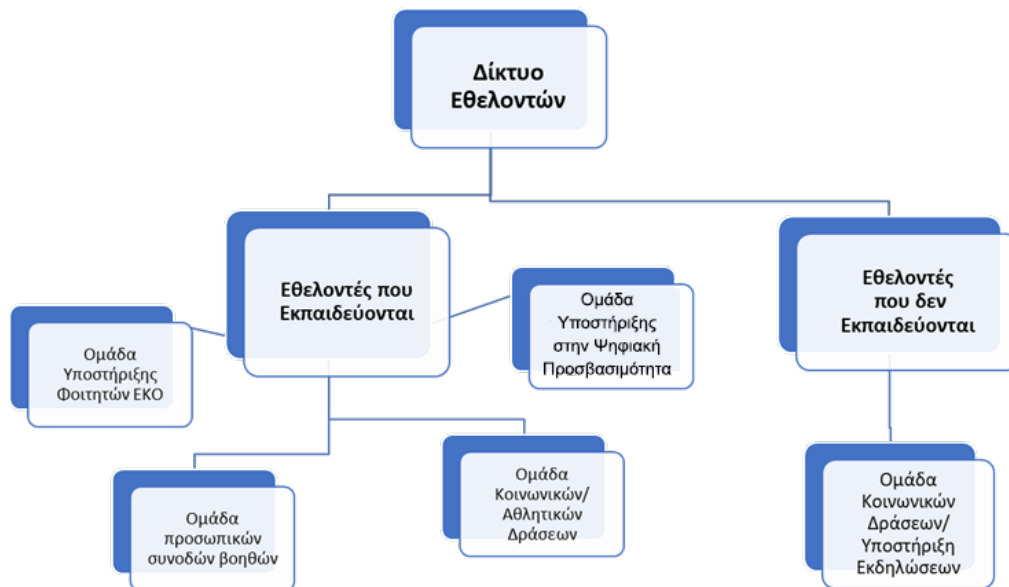 Δίκτυο
Εθελοντών
Εθελοντές που
Εκπαιδεύονται
Εθελοντές
που δεν
Εκπαιδεύονται
Ομάδα
Υποστήριξης
Φοιτητών ΕΚΟ
Ομάδα
Υποστήριξης
στην Ψηφιακή
Προσβασιμότητα
Ομάδα
προσωπικών
συνοδών βοηθών
Ομάδα
Κοινωνικών/
Αθλητικών
Δράσεων
Ομάδα
Κοινωνικών
Δράσεων/
Υποστήριξη
Εκδηλώσεων